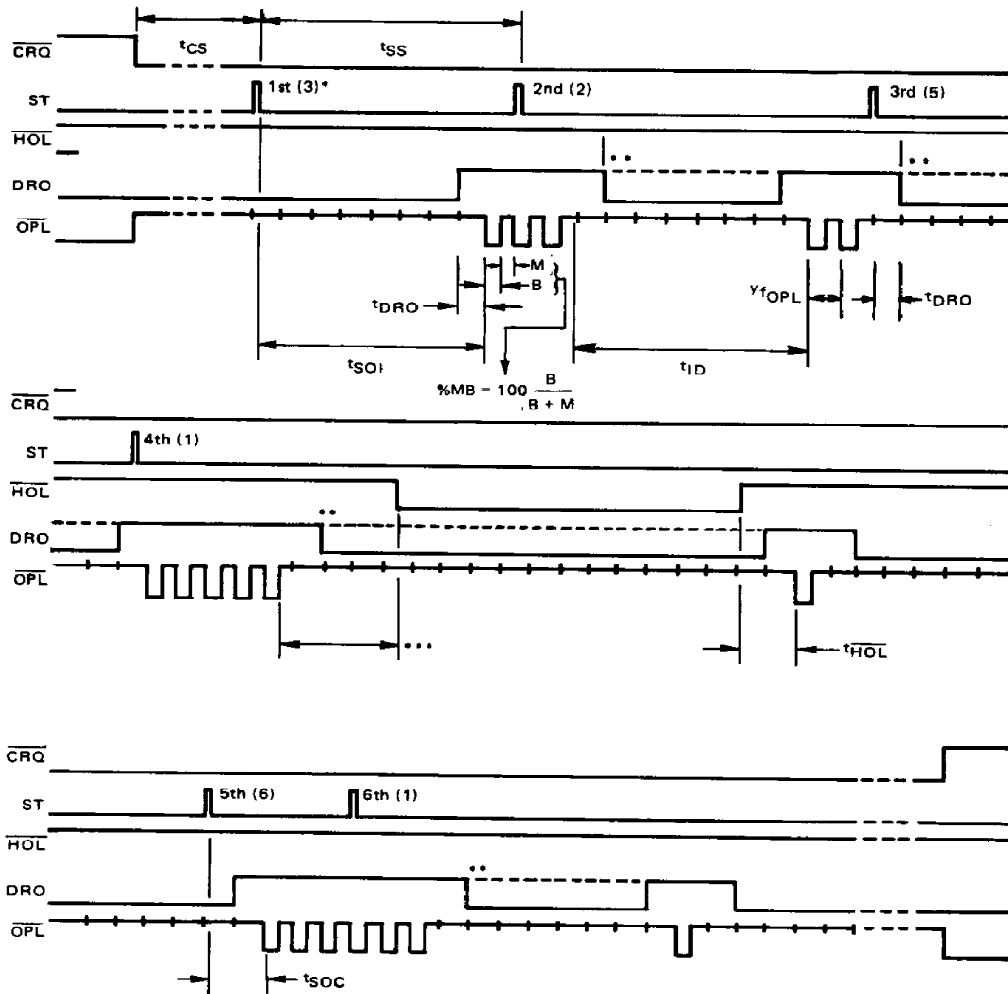 CRQ
tCS
tSS
ST
1st (3)*
2nd (2)
3rd (5)
HOL
**
**
DRO
OPL
M
B
tDRO
yfOPL
tDRO
tSOI
tID
%MB - 100 B
B + M
CRQ
ST
4th (1)
HOL
**
DRO
OPL
***
tHOL
CRQ
ST
5th (6)
6th (1)
HOL
**
DRO
OPL
tSOC